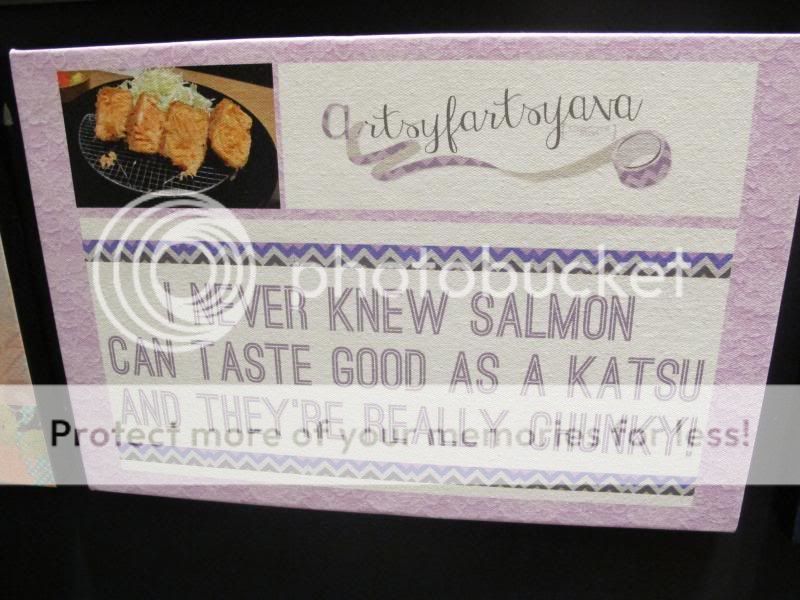 artsyfartsyava
photobucket
I NEVER KNEW SALMON
CAN TASTE GOOD AS A KATSU
AND THEY'RE REALLY CHUNKY!
Protect more of your memories for less!